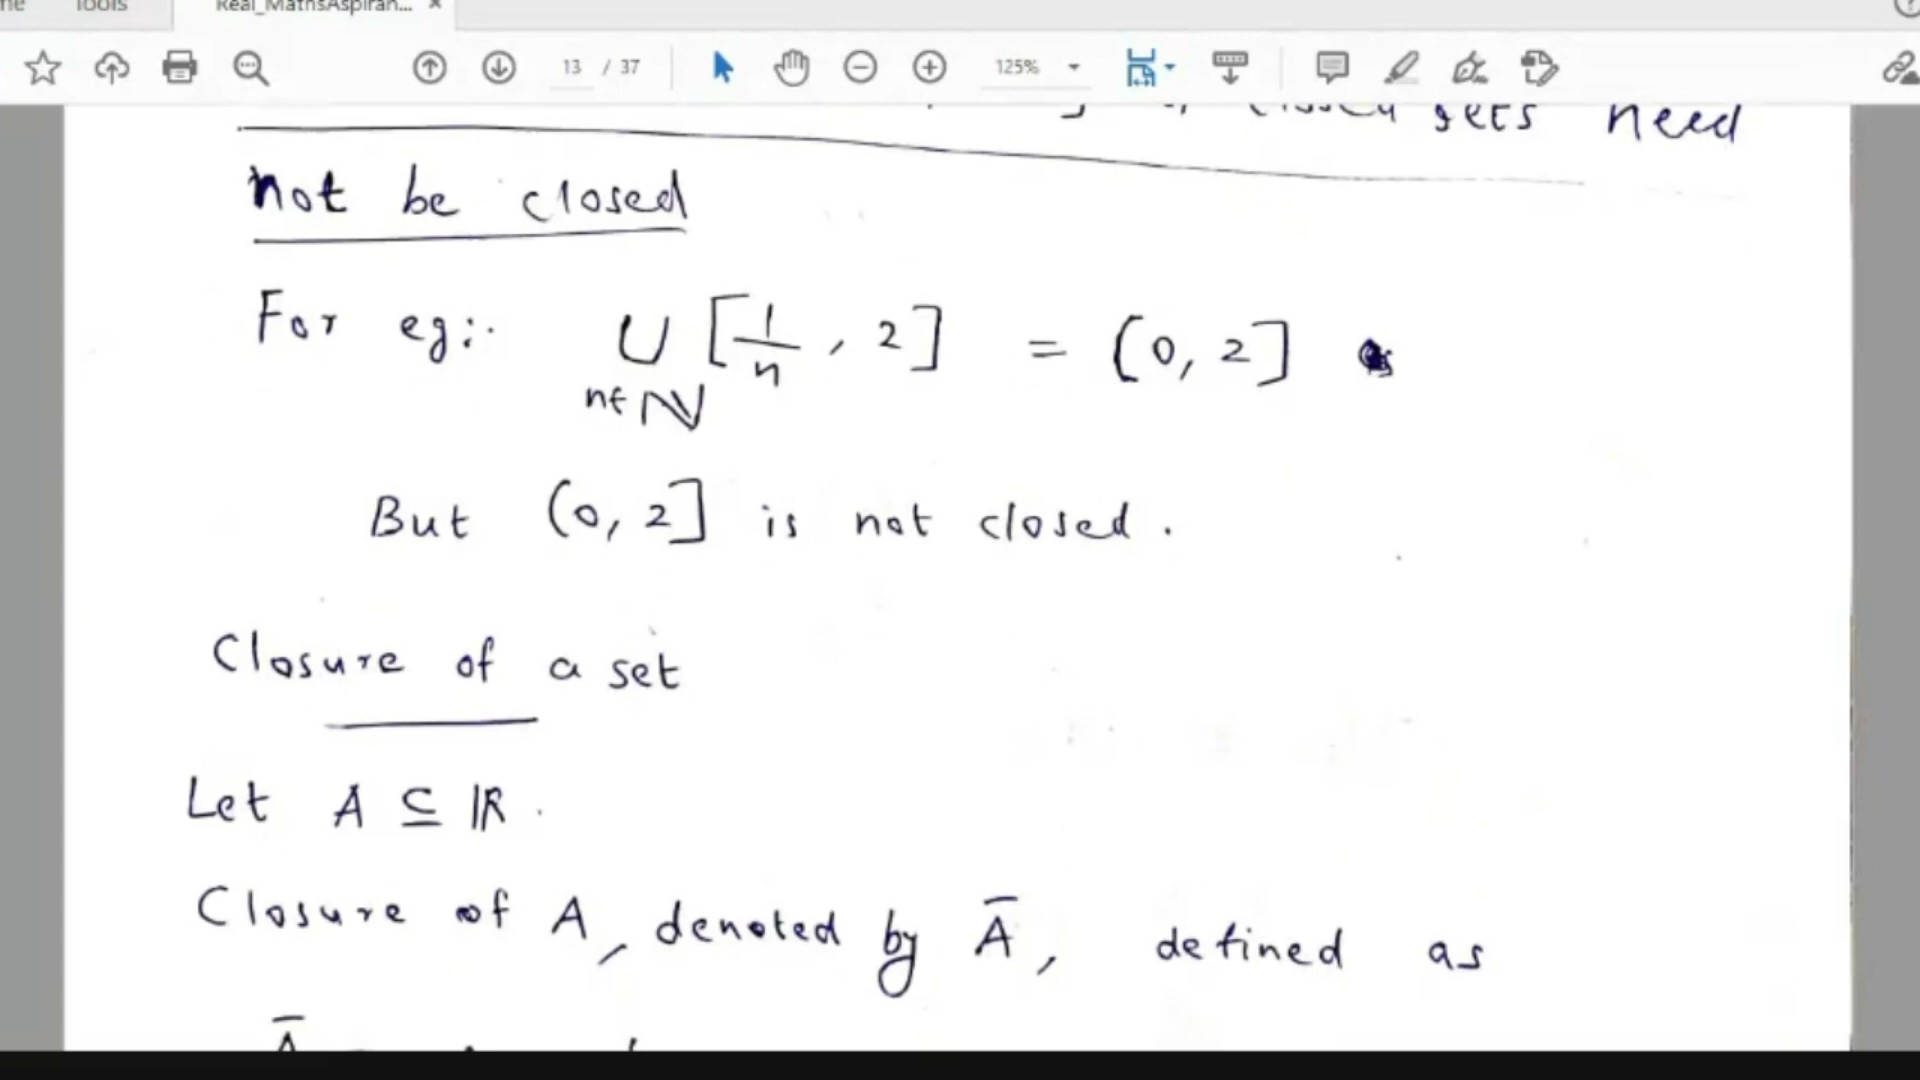 Tools Real_MathsAspiran... ×
13 / 37 125%
closed sets need
not be closed
For eg:- ∪ [1/n, 2] = (0, 2]
n∈ℕ
But (0, 2] is not closed.
Closure of a set
Let A ⊆ ℝ.
Closure of A, denoted by Ā, defined as